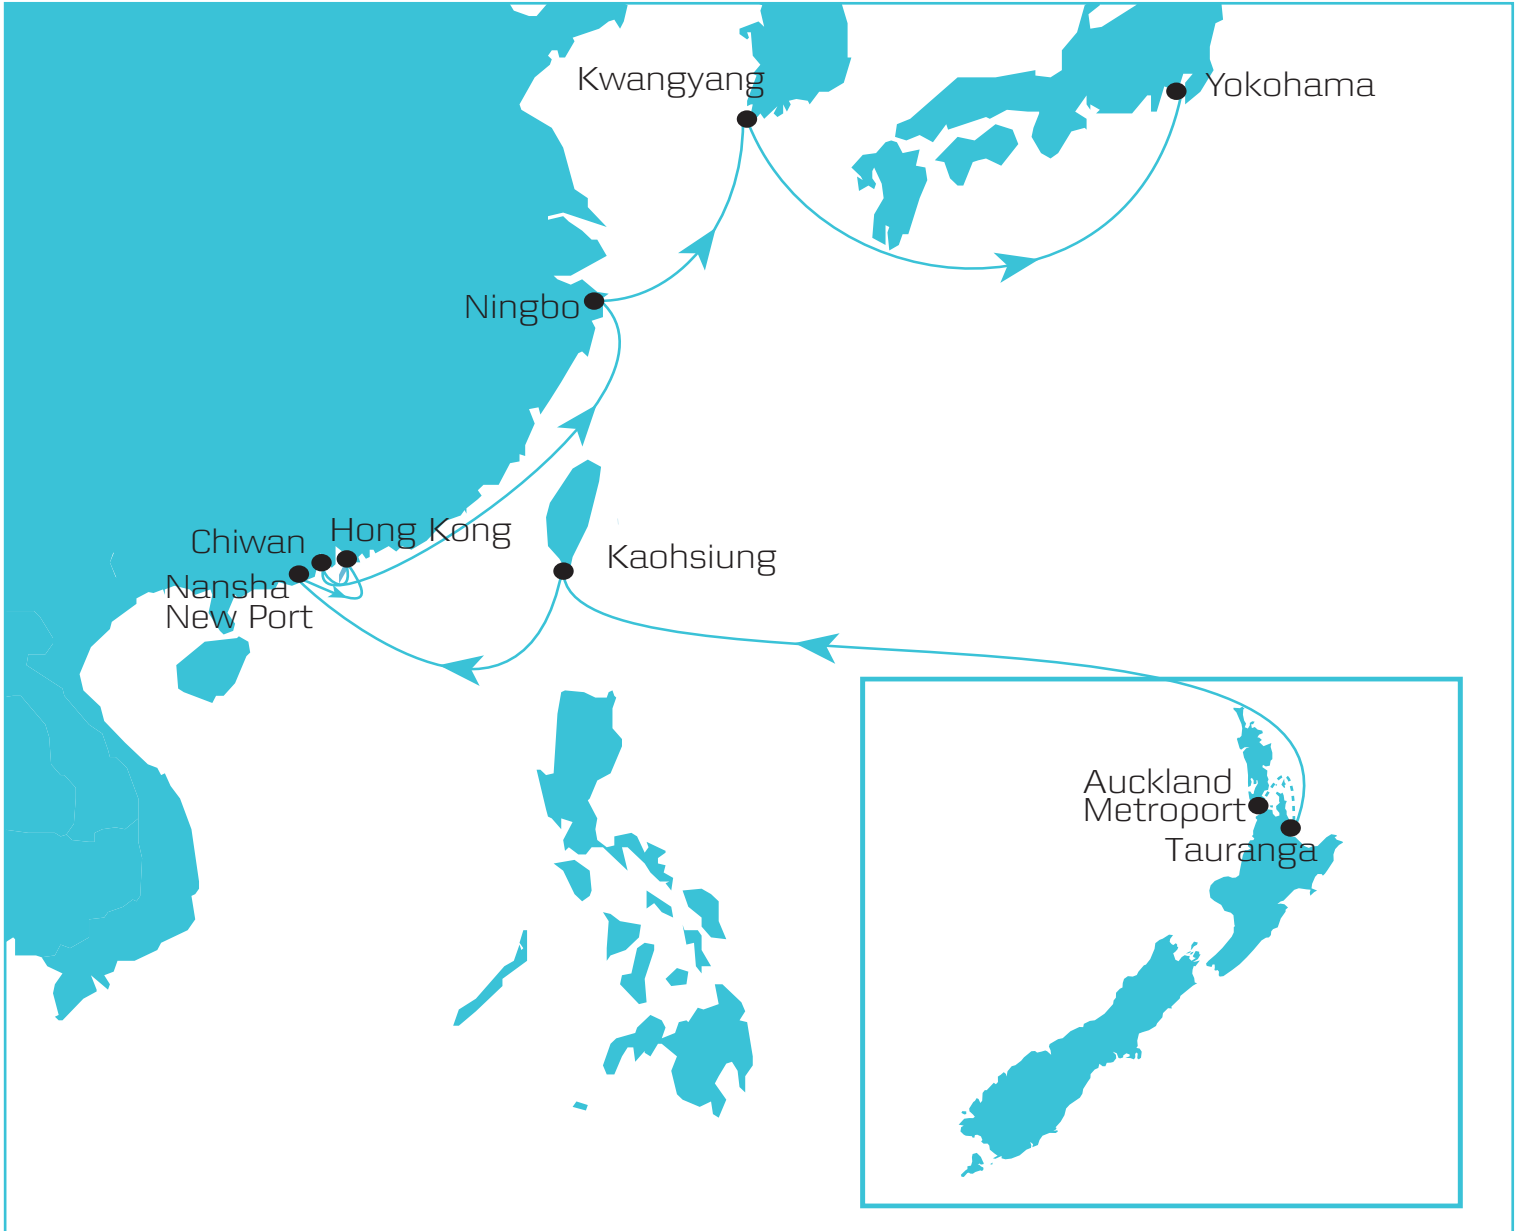 Kwangyang
Yokohama
Ningbo
Hong Kong
Chiwan
Kaohsiung
Nansha
New Port
Auckland
Metroport
Tauranga